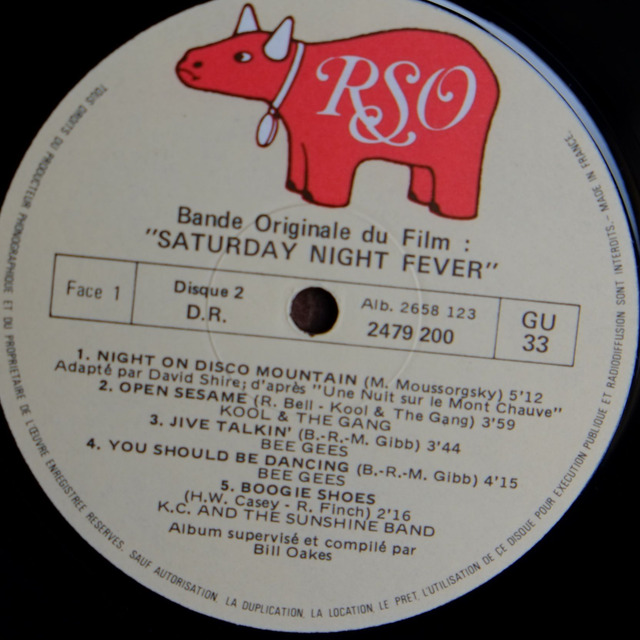 RSO
Bande Originale du Film :
"SATURDAY NIGHT FEVER"
Face 1
Disque 2
D.R.
Alb. 2658 123
2479 200
GU
33
1. NIGHT ON DISCO MOUNTAIN (M. Moussorgsky) 5'12
Adapté par David Shire; d'après "Une Nuit sur le Mont Chauve"
2. OPEN SESAME (R. Bell - Kool & The Gang) 3'59
KOOL & THE GANG
3. JIVE TALKIN' (B.-R.-M. Gibb) 3'44
BEE GEES
4. YOU SHOULD BE DANCING (B.-R.-M. Gibb) 4'15
BEE GEES
5. BOOGIE SHOES
(H.W. Casey - R. Finch) 2'16
K.C. AND THE SUNSHINE BAND
Album supervisé et compilé par
Bill Oakes
TOUS DROITS DU PRODUCTEUR PHONOGRAPHIQUE ET DU PROPRIETAIRE DE L'ŒUVRE ENREGISTREE RESERVES. SAUF AUTORISATION, LA DUPLICATION, LA LOCATION, LE PRET, L'UTILISATION DE CE DISQUE POUR EXECUTION PUBLIQUE ET RADIODIFFUSION SONT INTERDITS. - MADE IN FRANCE.